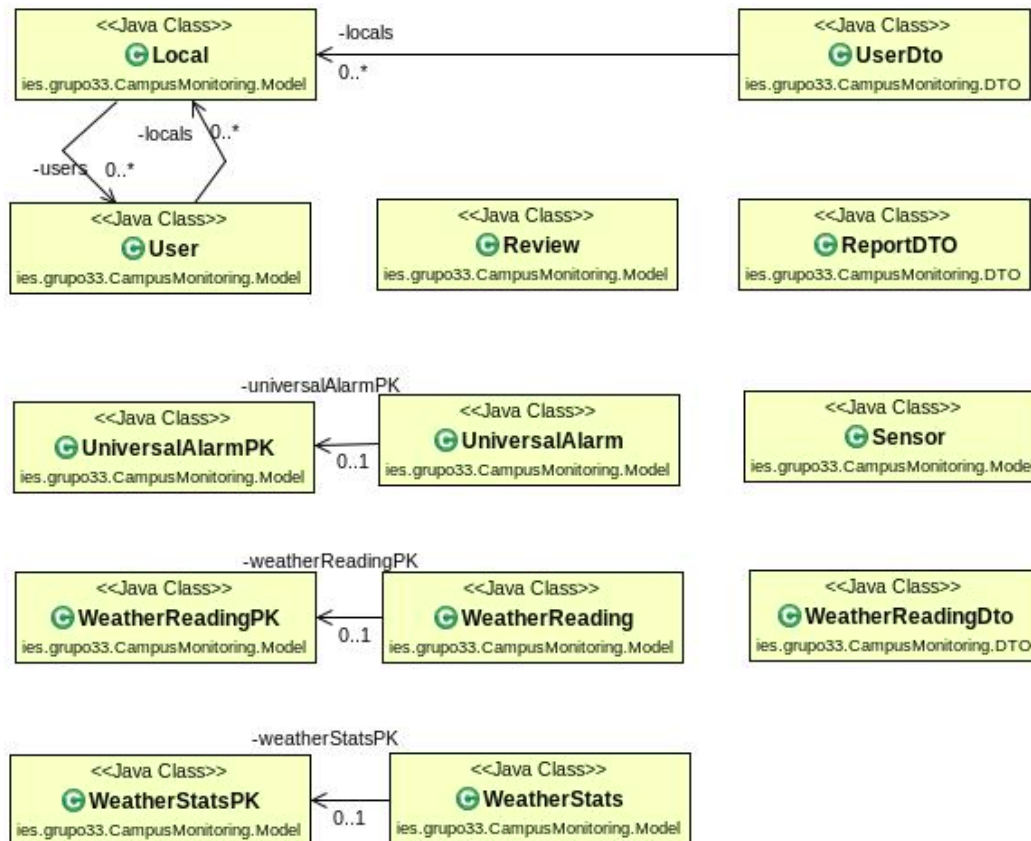 <<Java Class>>
Local
ies.grupo33.CampusMonitoring.Model
-locals
0..*
<<Java Class>>
UserDto
ies.grupo33.CampusMonitoring.DTO
-locals
0..*
-users
0..*
<<Java Class>>
User
ies.grupo33.CampusMonitoring.Model
<<Java Class>>
Review
ies.grupo33.CampusMonitoring.Model
<<Java Class>>
ReportDTO
ies.grupo33.CampusMonitoring.DTO
-universalAlarmPK
<<Java Class>>
UniversalAlarmPK
ies.grupo33.CampusMonitoring.Model
0..1
<<Java Class>>
UniversalAlarm
ies.grupo33.CampusMonitoring.Model
<<Java Class>>
Sensor
ies.grupo33.CampusMonitoring.Mode
-weatherReadingPK
<<Java Class>>
WeatherReadingPK
ies.grupo33.CampusMonitoring.Model
0..1
<<Java Class>>
WeatherReading
ies.grupo33.CampusMonitoring.Model
<<Java Class>>
WeatherReadingDto
ies.grupo33.CampusMonitoring.DTO
-weatherStatsPK
<<Java Class>>
WeatherStatsPK
ies.grupo33.CampusMonitoring.Model
0..1
<<Java Class>>
WeatherStats
ies.grupo33.CampusMonitoring.Model